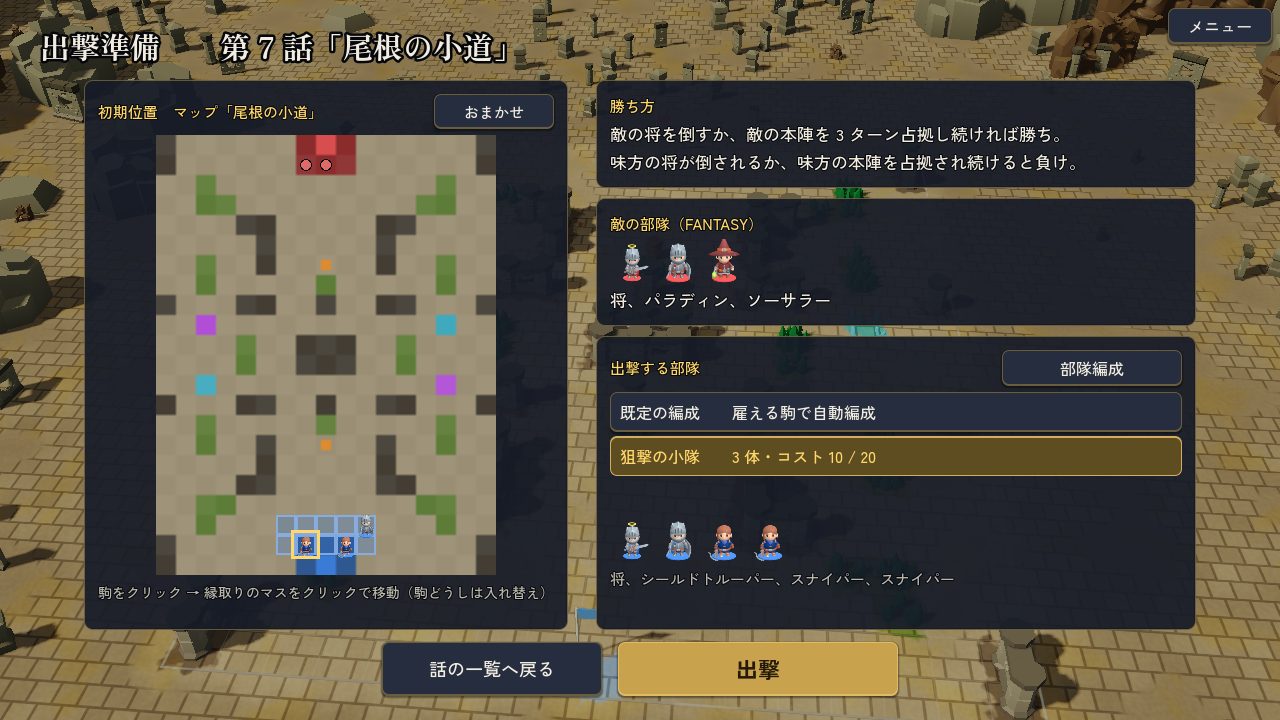 出撃準備　　第７話「尾根の小道」
メニュー
初期位置　マップ「尾根の小道」
おまかせ
駒をクリック → 縁取りのマスをクリックで移動（駒どうしは入れ替え）
勝ち方
敵の将を倒すか、敵の本陣を 3 ターン占拠し続ければ勝ち。
味方の将が倒されるか、味方の本陣を占拠され続けると負け。
敵の部隊（FANTASY）
将、パラディン、ソーサラー
出撃する部隊
部隊編成
既定の編成　　雇える駒で自動編成
狙撃の小隊　　3 体・コスト 10 / 20
将、シールドトルーパー、スナイパー、スナイパー
話の一覧へ戻る
出撃